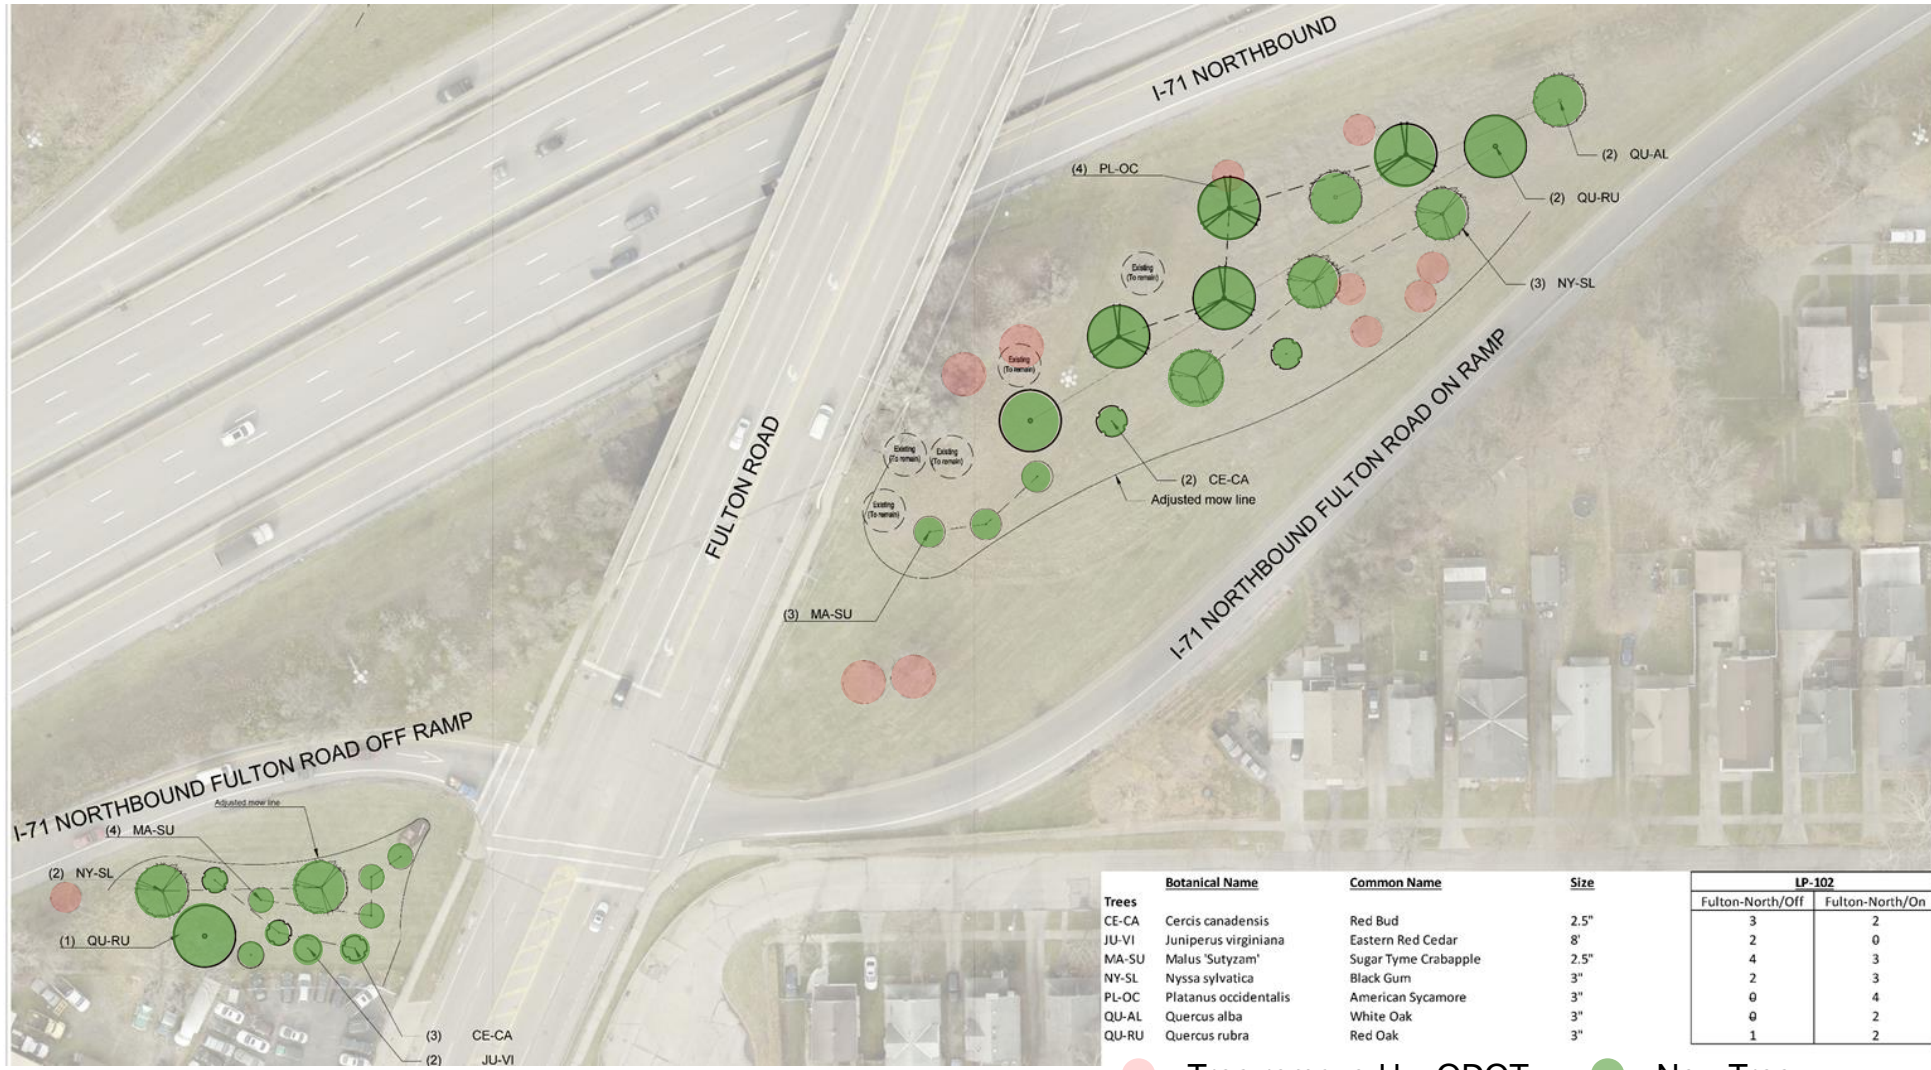 I-71 NORTHBOUND
(4) PL-OC
(2) QU-AL
(2) QU-RU
Existing
(To remain)
(3) NY-SL
Existing
(To remain)
FULTON ROAD
Existing
(To remain)
Existing
(To remain)
(2) CE-CA
Adjusted mow line
Existing
(To remain)
I-71 NORTHBOUND FULTON ROAD ON RAMP
(3) MA-SU
I-71 NORTHBOUND FULTON ROAD OFF RAMP
Adjusted mow line
(4) MA-SU
(2) NY-SL
(1) QU-RU
(3) CE-CA
(2) JU-VI
Botanical Name Common Name Size LP-102
Trees Fulton-North/Off Fulton-North/On
CE-CA Cercis canadensis Red Bud 2.5" 3 2
JU-VI Juniperus virginiana Eastern Red Cedar 8' 2 0
MA-SU Malus 'Sutyzam' Sugar Tyme Crabapple 2.5" 4 3
NY-SL Nyssa sylvatica Black Gum 3" 2 3
PL-OC Platanus occidentalis American Sycamore 3" 0 4
QU-AL Quercus alba White Oak 3" 0 2
QU-RU Quercus rubra Red Oak 3" 1 2